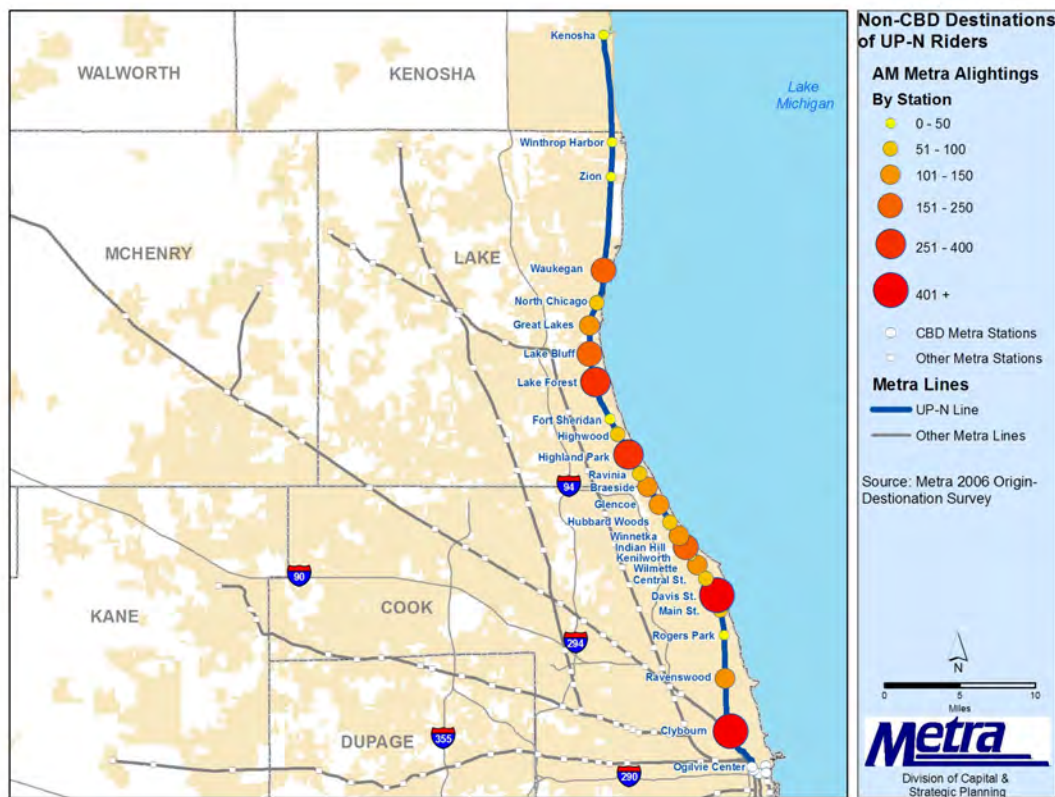 Non-CBD Destinations
of UP-N Riders
AM Metra Alightings
By Station
0 - 50
51 - 100
101 - 150
151 - 250
251 - 400
401 +
CBD Metra Stations
Other Metra Stations
Metra Lines
UP-N Line
Other Metra Lines
Source: Metra 2006 Origin-
Destionation Survey
N
0 5 10
Miles
Metra
Division of Capital &
Strategic Planning
WALWORTH
KENOSHA
MCHENRY
LAKE
KANE
COOK
DUPAGE
Lake
Michigan
Kenosha
Winthrop Harbor
Zion
Waukegan
North Chicago
Great Lakes
Lake Bluff
Lake Forest
Fort Sheridan
Highwood
Highland Park
Ravinia
Braeside
Glencoe
Hubbard Woods
Winnetka
Indian Hill
Kenilworth
Wilmette
Central St.
Davis St.
Main St.
Rogers Park
Ravenswood
Clybourn
Ogilvie Center
94
90
294
355
290